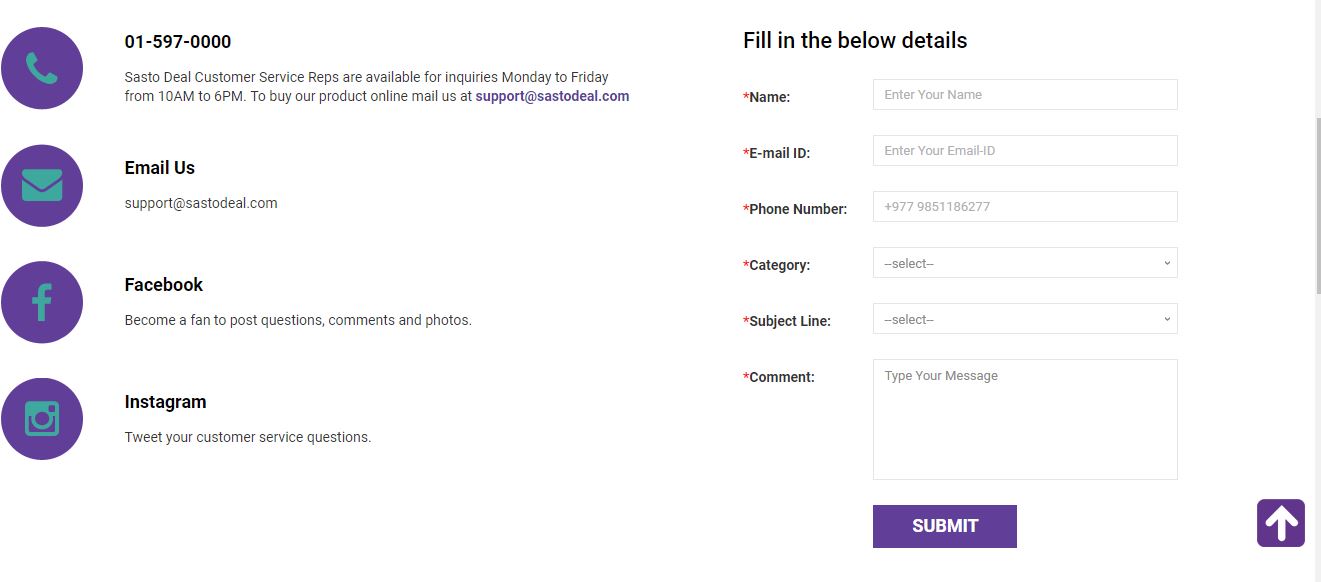 01-597-0000
Sasto Deal Customer Service Reps are available for inquiries Monday to Friday
from 10AM to 6PM. To buy our product online mail us at support@sastodeal.com
Email Us
support@sastodeal.com
Facebook
Become a fan to post questions, comments and photos.
Instagram
Tweet your customer service questions.
Fill in the below details
*Name:
Enter Your Name
*E-mail ID:
Enter Your Email-ID
*Phone Number:
+977 9851186277
*Category:
--select--
*Subject Line:
--select--
*Comment:
Type Your Message
SUBMIT